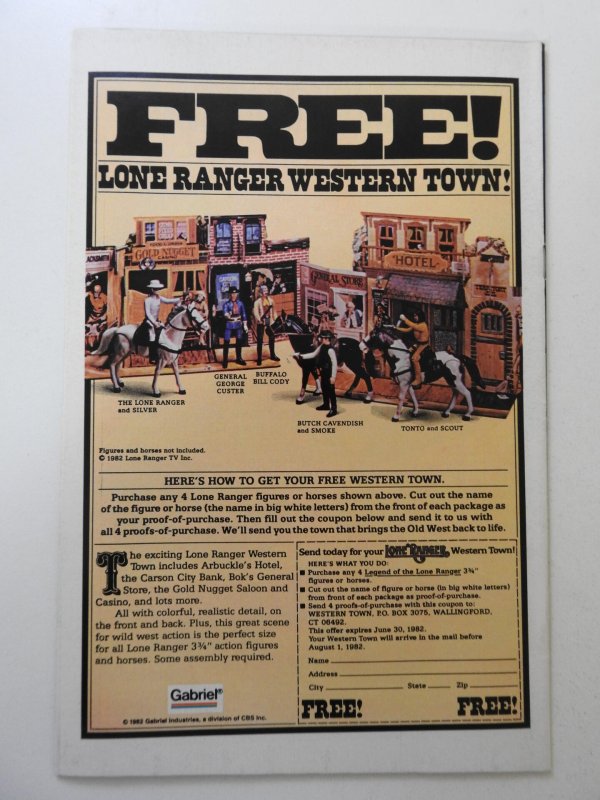 FREE!
LONE RANGER WESTERN TOWN!
GOLD NUGGET
GENERAL STORE
HOTEL
THE LONE RANGER
and SILVER
GENERAL
GEORGE
CUSTER
BUFFALO
BILL CODY
BUTCH CAVENDISH
and SMOKE
TONTO and SCOUT
Figures and horses not included.
© 1982 Lone Ranger TV Inc.
HERE'S HOW TO GET YOUR FREE WESTERN TOWN.
Purchase any 4 Lone Ranger figures or horses shown above. Cut out the name
of the figure or horse (the name in big white letters) from the front of each package as
your proof-of-purchase. Then fill out the coupon below and send it to us with
all 4 proofs-of-purchase. We'll send you the town that brings the Old West back to life.
The exciting Lone Ranger Western
Town includes Arbuckle's Hotel,
the Carson City Bank, Bok's General
Store, the Gold Nugget Saloon and
Casino, and lots more.
All with colorful, realistic detail, on
the front and back. Plus, this great scene
for wild west action is the perfect size
for all Lone Ranger 3¾" action figures
and horses. Some assembly required.
Gabriel®
© 1982 Gabriel Industries, a division of CBS Inc.
Send today for your LONE RANGER Western Town!
HERE'S WHAT YOU DO:
■ Purchase any 4 Legend of the Lone Ranger 3¾"
figures or horses.
■ Cut out the name of figure or horse (in big white letters)
from front of each package as proof-of-purchase.
■ Send 4 proofs-of-purchase with this coupon to:
WESTERN TOWN, P.O. BOX 3075, WALLINGFORD,
CT 06492.
This offer expires June 30, 1982.
Your Western Town will arrive in the mail before
August 1, 1982.
Name
Address
City State Zip
FREE! FREE!